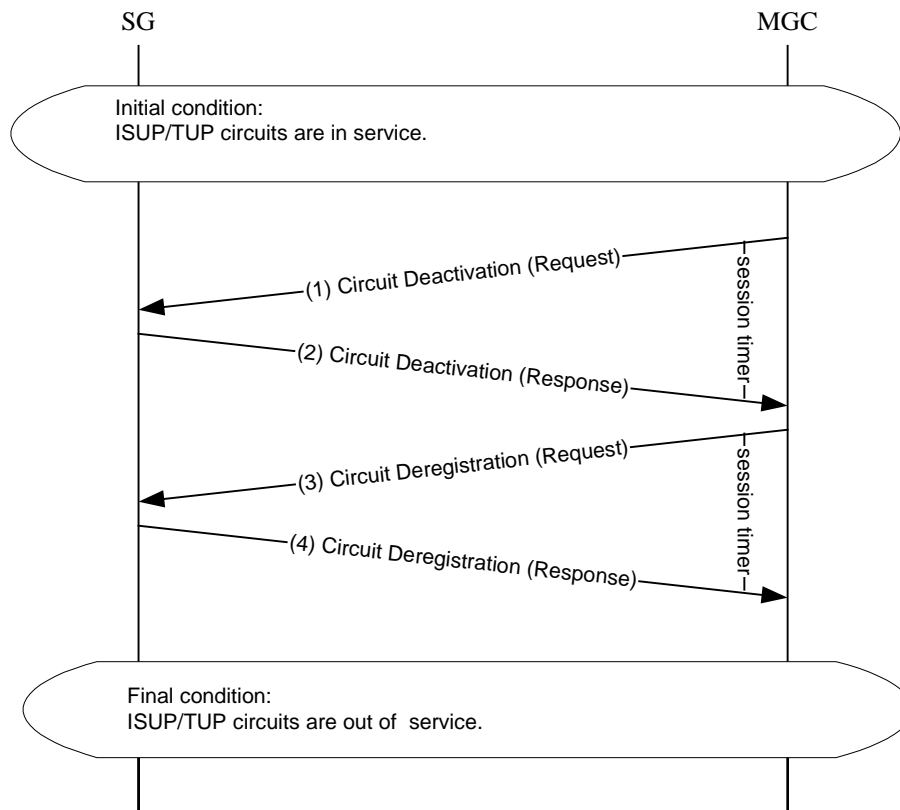 SG
MGC
Initial condition:
ISUP/TUP circuits are in service.
(1) Circuit Deactivation (Request)
session timer
(2) Circuit Deactivation (Response)
(3) Circuit Deregistration (Request)
session timer
(4) Circuit Deregistration (Response)
Final condition:
ISUP/TUP circuits are out of  service.